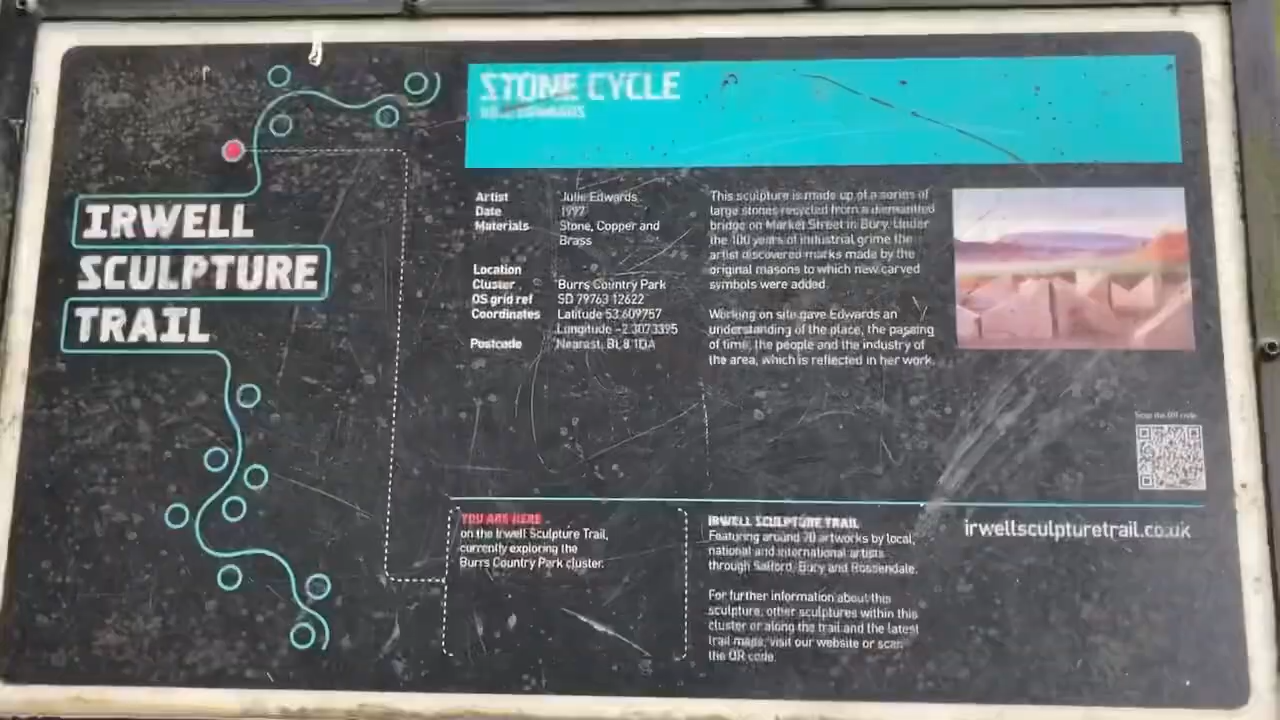 STONE CYCLE
JULIE EDWARDS
IRWELL
SCULPTURE
TRAIL
Artist Julie Edwards
Date 1997
Materials Stone, Copper and
Brass
Location
Cluster Burrs Country Park
OS grid ref SD 79763 12622
Coordinates Latitude 53.609757
Longitude -2.3073395
Postcode Nearest, BL8 1DA
This sculpture is made up of a series of
large stones recycled from a dismantled
bridge on Market Street in Bury. Under
the 100 years of industrial grime the
artist discovered marks made by the
original masons to which new carved
symbols were added.
Working on site gave Edwards an
understanding of the place, the passing
of time, the people and the industry of
the area, which is reflected in her work.
Scan the QR code
YOU ARE HERE
on the Irwell Sculpture Trail,
currently exploring the
Burrs Country Park cluster.
IRWELL SCULPTURE TRAIL
Featuring around 70 artworks by local,
national and international artists
through Salford, Bury and Rossendale.
For further information about this
sculpture, other sculptures within this
cluster or along the trail and the latest
trail maps, visit our website or scan
the QR code.
irwellsculpturetrail.co.uk